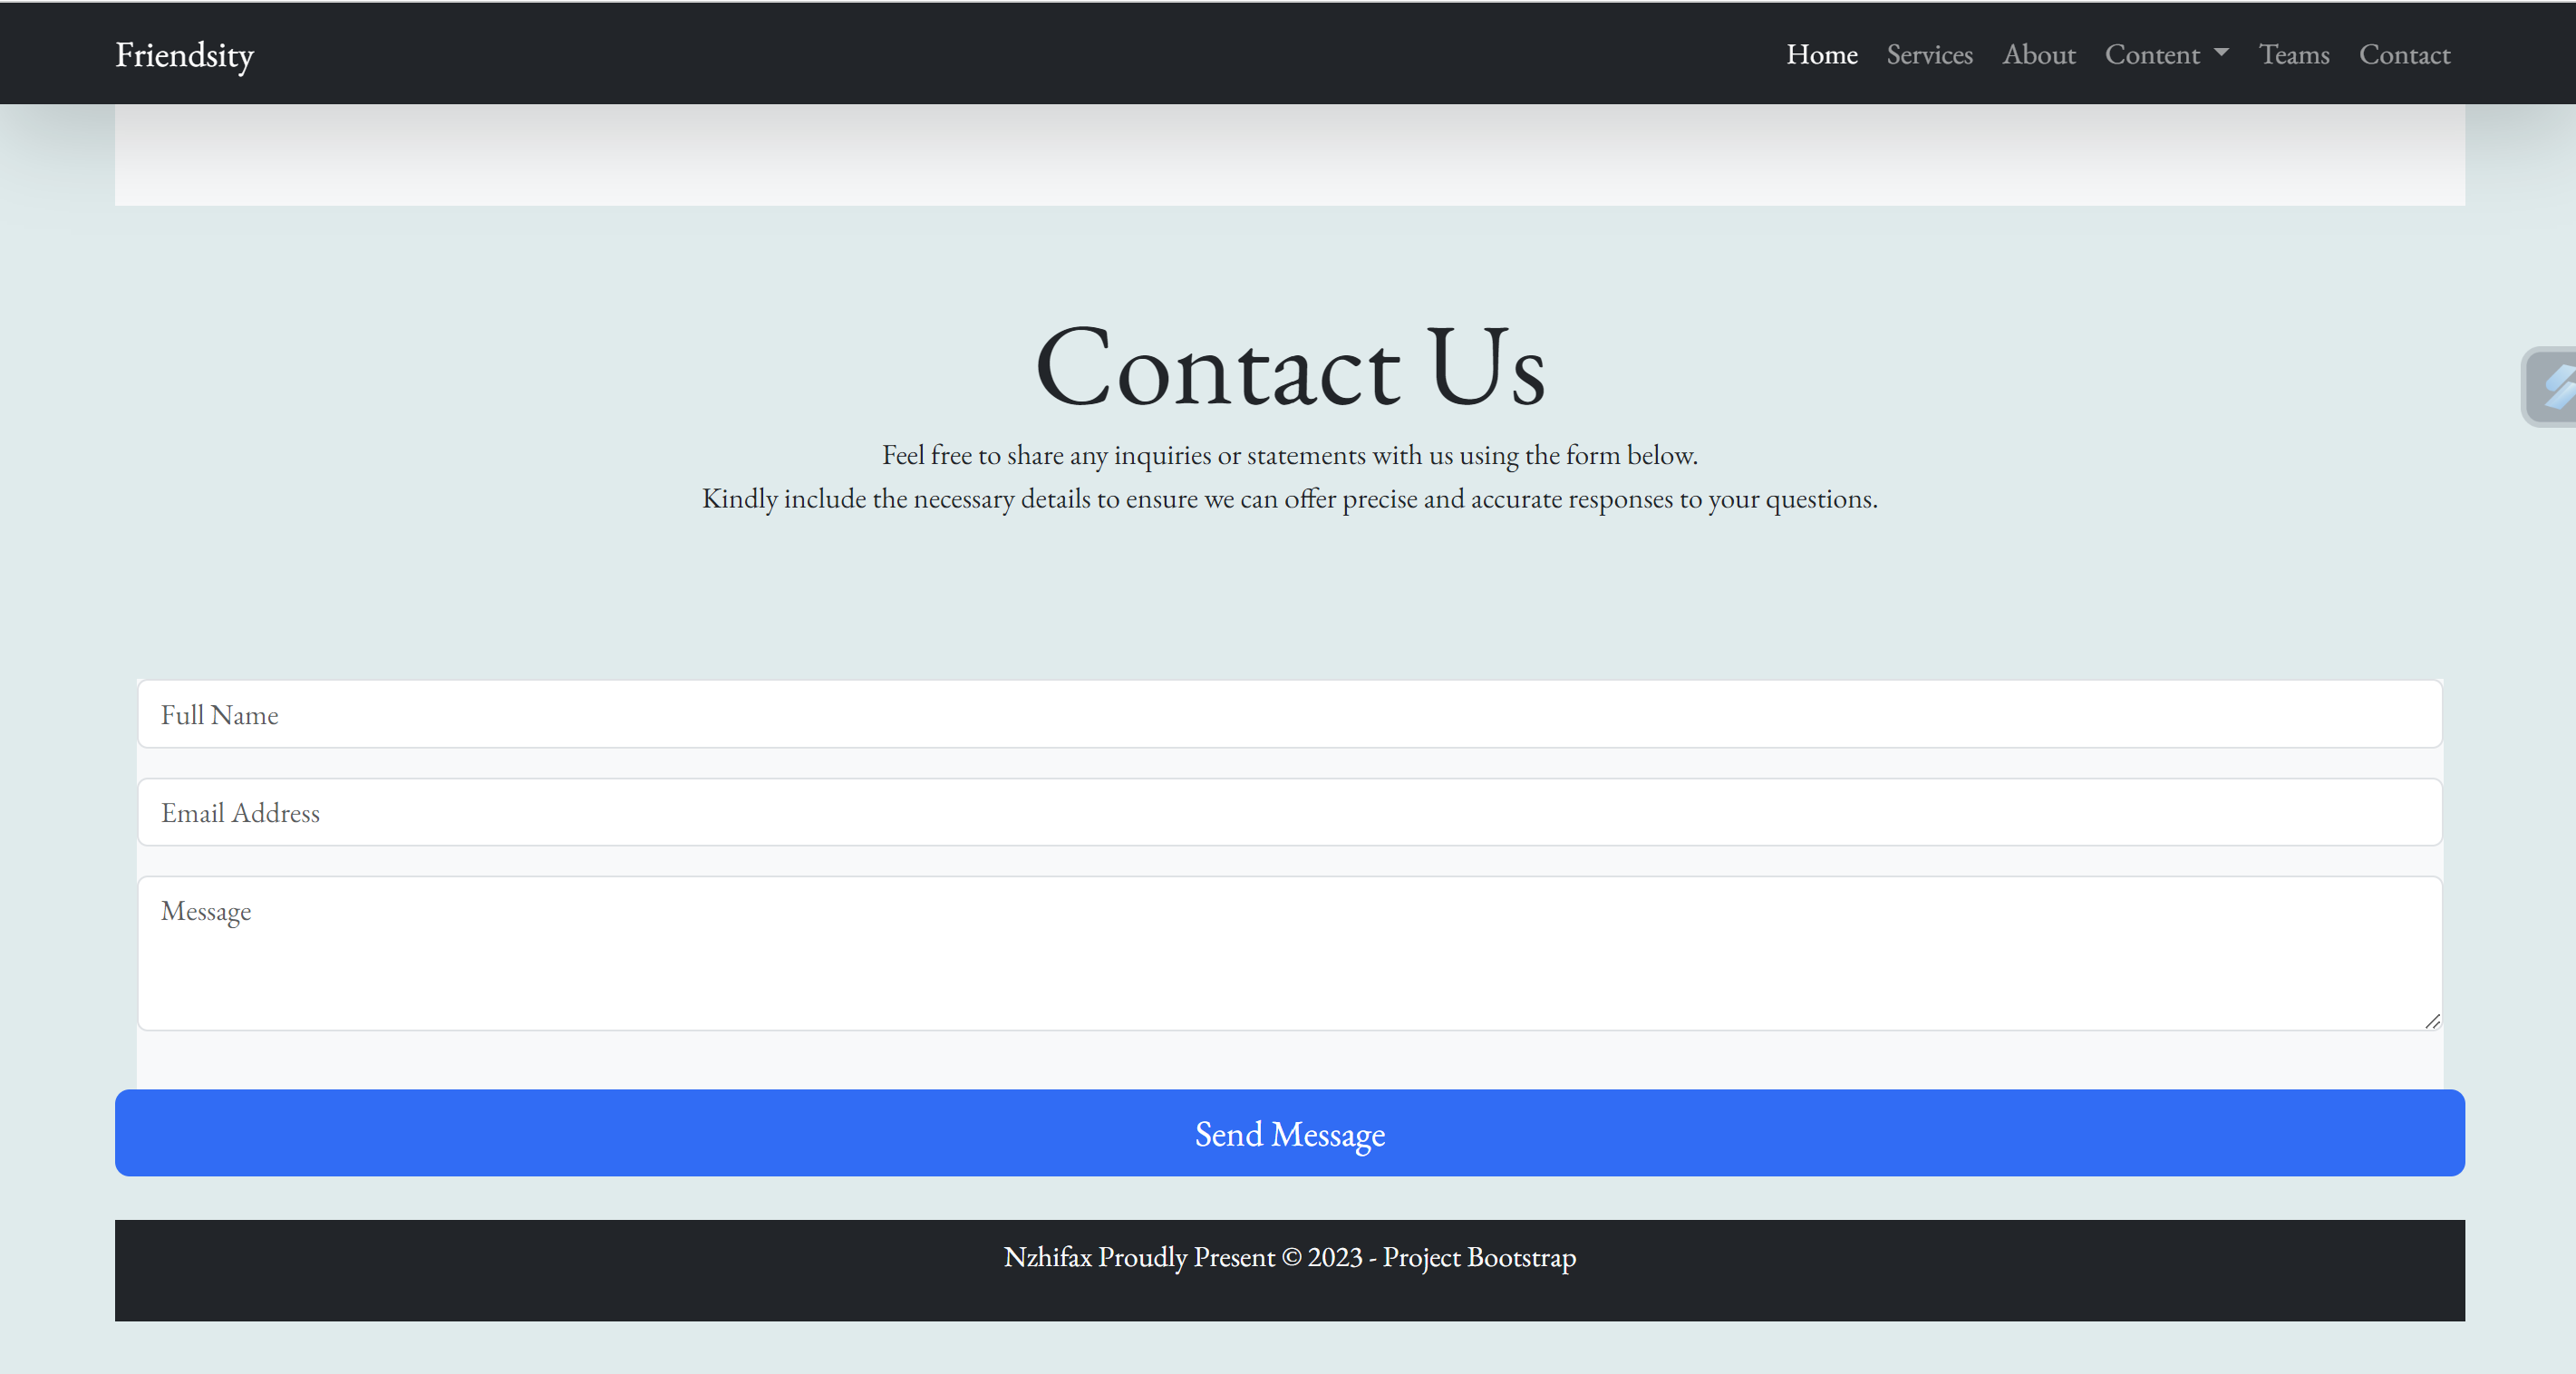 Friendsity
Home Services About Content Teams Contact
Contact Us
Feel free to share any inquiries or statements with us using the form below.
Kindly include the necessary details to ensure we can offer precise and accurate responses to your questions.
Full Name
Email Address
Message
Send Message
Nzhifax Proudly Present © 2023 - Project Bootstrap